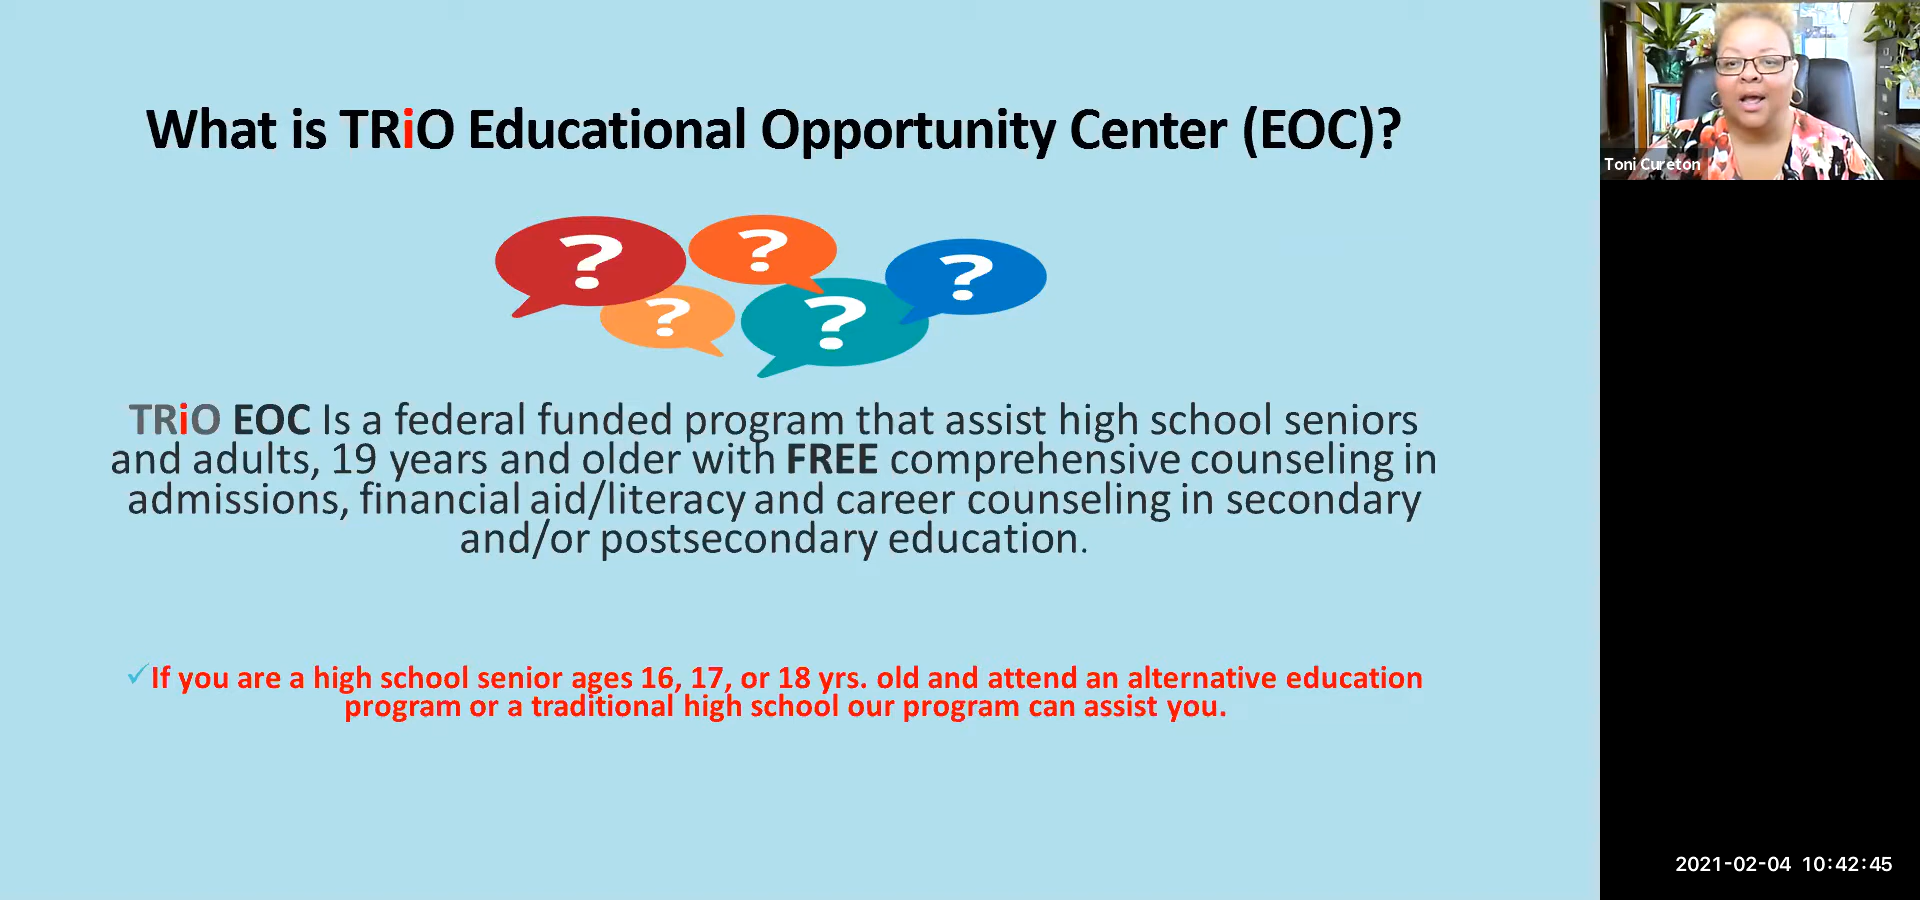 What is TRiO Educational Opportunity Center (EOC)?
? ? ?
? ?
TRiO EOC Is a federal funded program that assist high school seniors
and adults, 19 years and older with FREE comprehensive counseling in
admissions, financial aid/literacy and career counseling in secondary
and/or postsecondary education.
✓If you are a high school senior ages 16, 17, or 18 yrs. old and attend an alternative education
program or a traditional high school our program can assist you.
Toni Cureton
2021-02-04 10:42:45